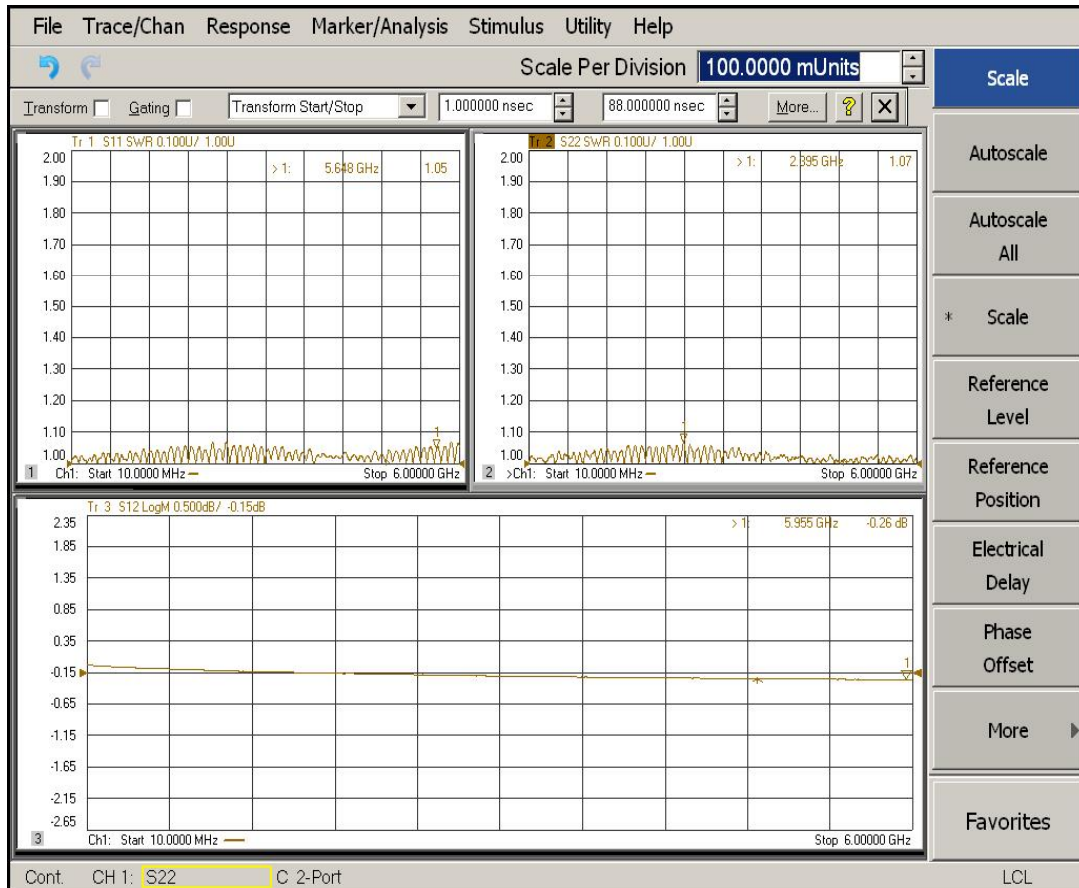 File Trace/Chan Response Marker/Analysis Stimulus Utility Help
Scale Per Division 100.0000 mUnits
Transform Gating Transform Start/Stop 1.000000 nsec 88.000000 nsec More... ? X
Tr 1 S11 SWR 0.100U/ 1.00U
> 1: 5.648 GHz 1.05
2.00
1.90
1.80
1.70
1.60
1.50
1.40
1.30
1.20
1.10
1.00
1
1 Ch1: Start 10.0000 MHz Stop 6.00000 GHz
Tr 2 S22 SWR 0.100U/ 1.00U
> 1: 2.395 GHz 1.07
2.00
1.90
1.80
1.70
1.60
1.50
1.40
1.30
1.20
1.10
1.00
1
2 >Ch1: Start 10.0000 MHz Stop 6.00000 GHz
Tr 3 S12 LogM 0.500dB/ -0.15dB
> 1: 5.955 GHz -0.26 dB
2.35
1.85
1.35
0.85
0.35
-0.15
-0.65
-1.15
-1.65
-2.15
-2.65
1
3 Ch1: Start 10.0000 MHz Stop 6.00000 GHz
Scale
Autoscale
Autoscale
All
* Scale
Reference
Level
Reference
Position
Electrical
Delay
Phase
Offset
More
Favorites
Cont. CH 1: S22 C 2-Port LCL